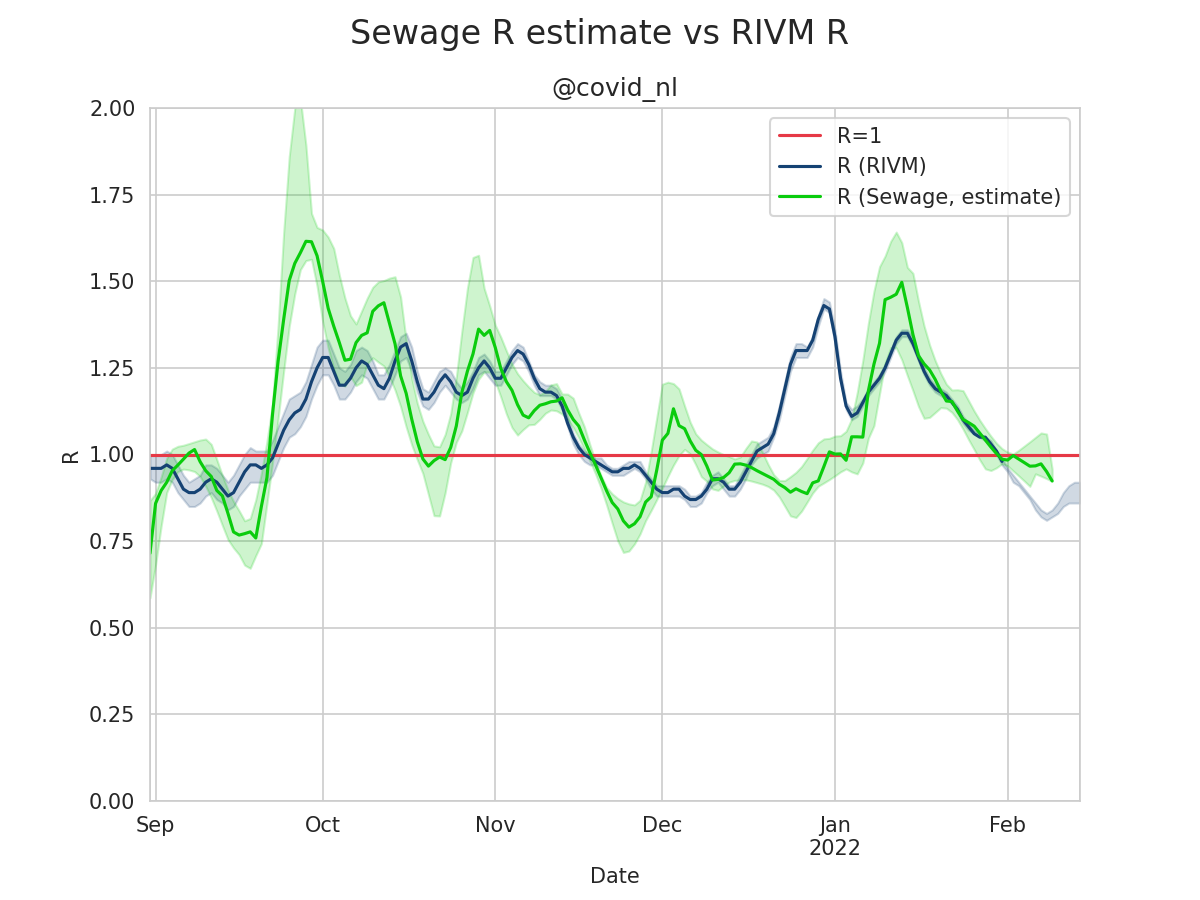 Sewage R estimate vs RIVM R
@covid_nl
R=1
R (RIVM)
R (Sewage, estimate)
2.00
1.75
1.50
1.25
1.00
0.75
0.50
0.25
0.00
R
Sep Oct Nov Dec Jan Feb
2022
Date